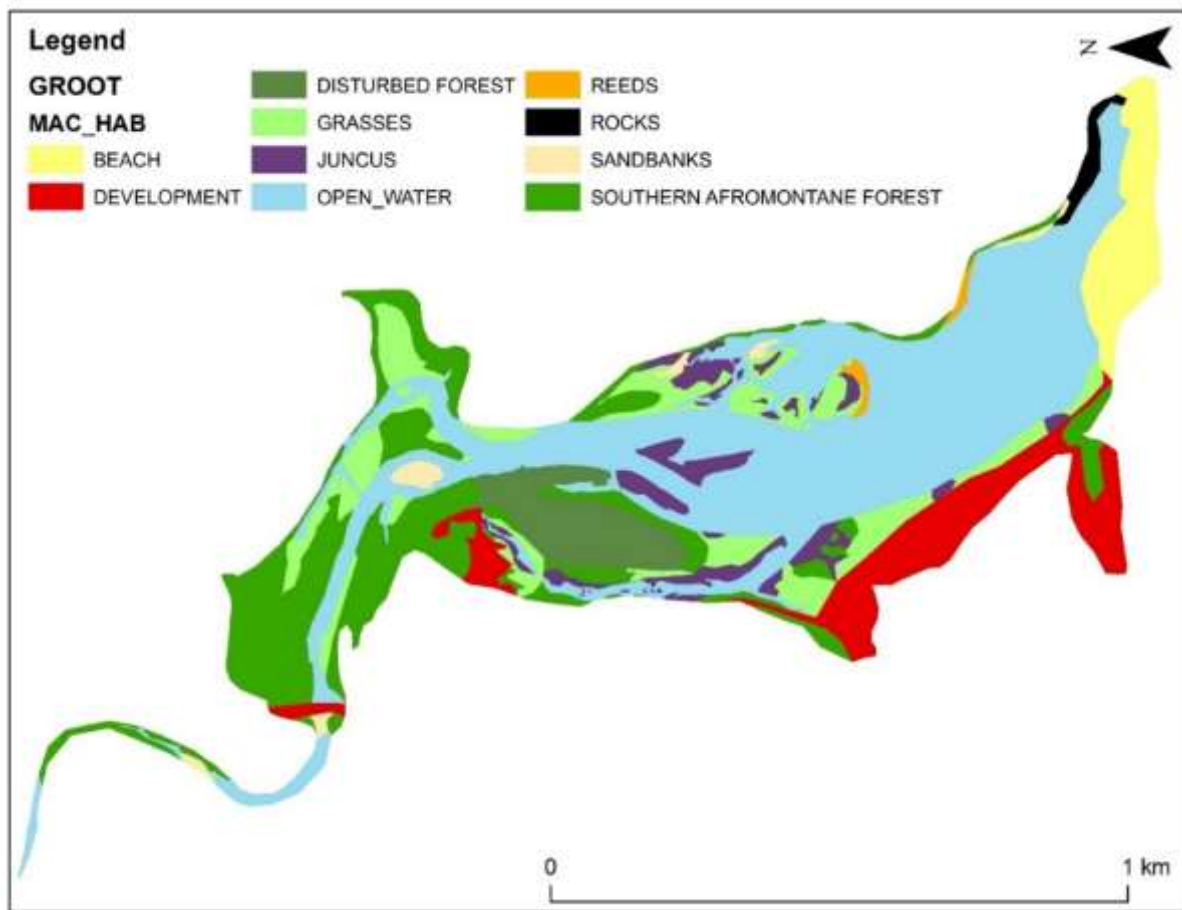 Legend
GROOT
MAC_HAB
BEACH
DEVELOPMENT
DISTURBED FOREST
GRASSES
JUNCUS
OPEN_WATER
REEDS
ROCKS
SANDBANKS
SOUTHERN AFROMONTANE FOREST
N
0 1 km